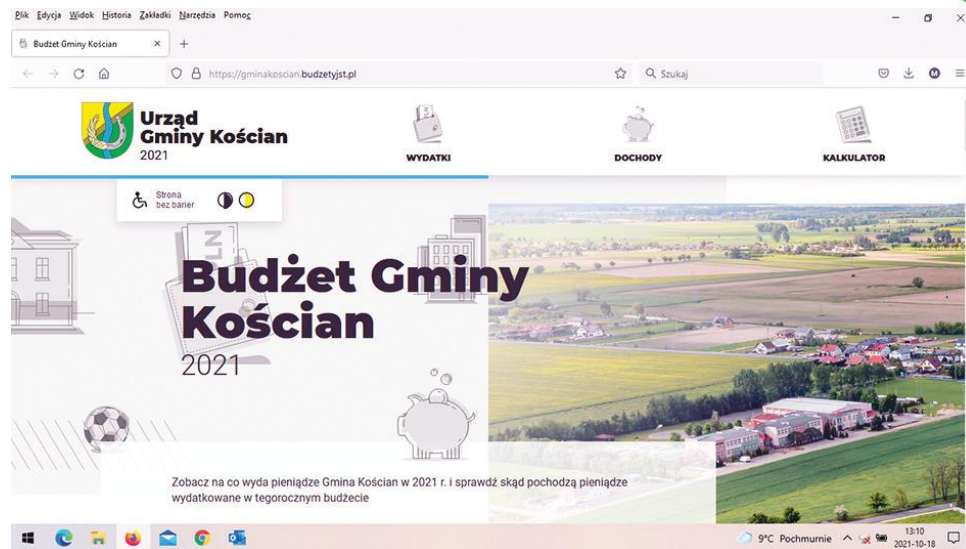 Plik Edycja Widok Historia Zakładki Narzędzia Pomoc
Budżet Gminy Kościan
https://gminakoscian.budzetyjst.pl
Szukaj
M
Urząd
Gminy Kościan
2021
WYDATKI
DOCHODY
KALKULATOR
Strona
bez barier
PLN
Budżet Gminy
Kościan
2021
Zobacz na co wyda pieniądze Gmina Kościan w 2021 r. i sprawdź skąd pochodzą pieniądze
wydatkowane w tegorocznym budżecie
9°C Pochmurnie
13:10
2021-10-18